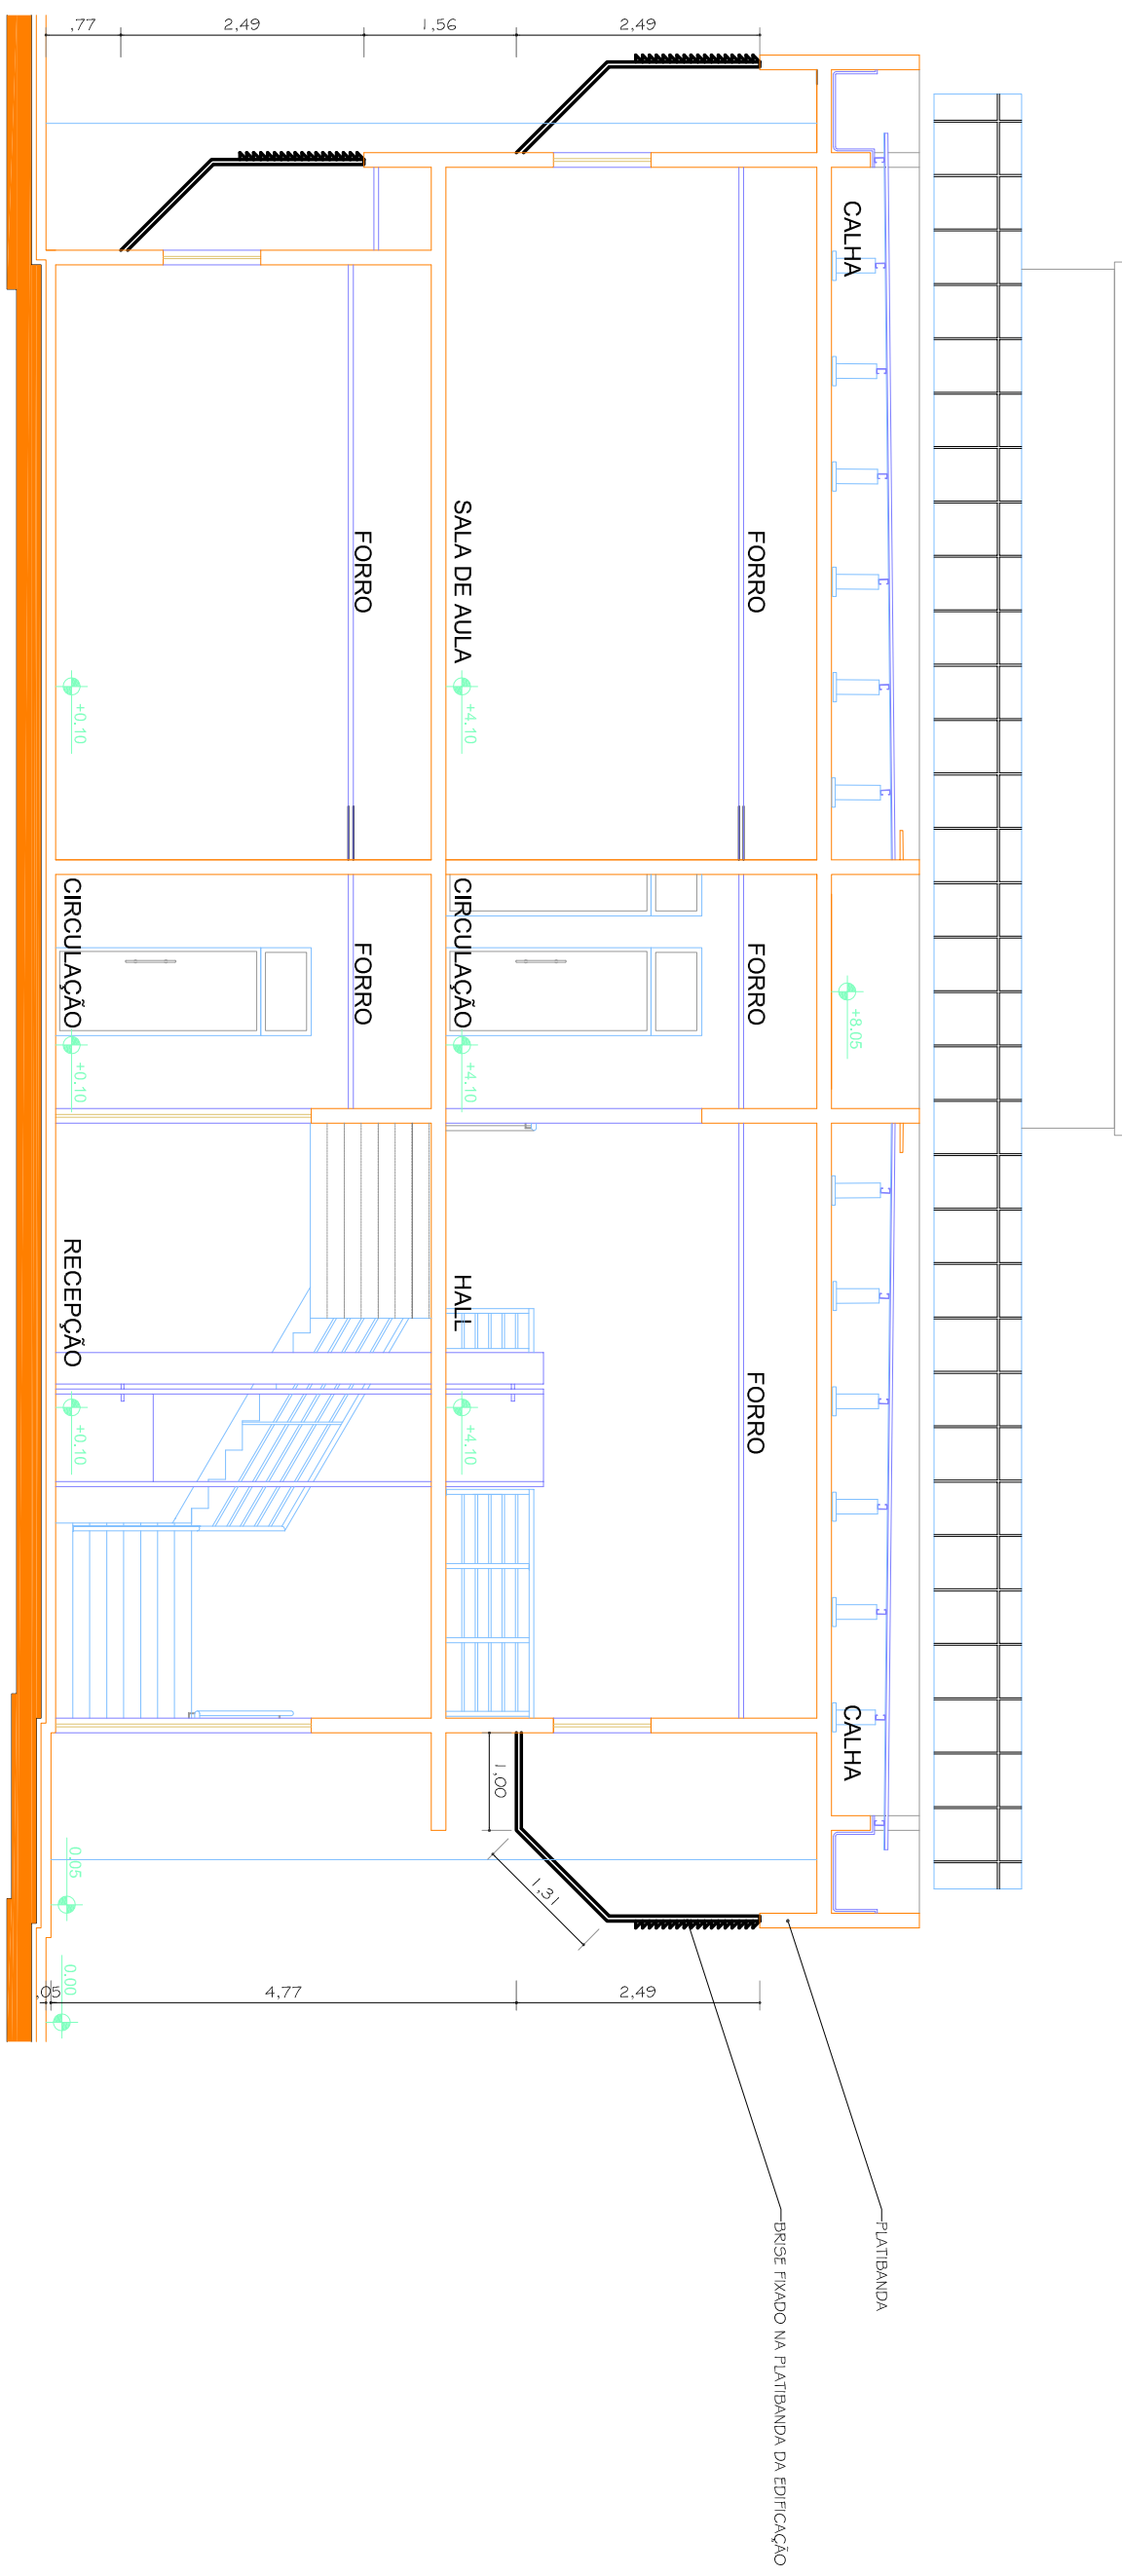 PLATIBANDA
BRISE FIXADO NA PLATIBANDA DA EDIFICAÇÃO
CALHA
+8.05
CALHA
FORRO
FORRO
FORRO
SALA DE AULA
+4.10
CIRCULAÇÃO
+4.10
HALL
+4.10
FORRO
FORRO
+0.10
CIRCULAÇÃO
+0.10
RECEPÇÃO
+0.10
0.05
0.00
,77
2,49
1,56
2,49
1,00
1,31
,05
4,77
2,49